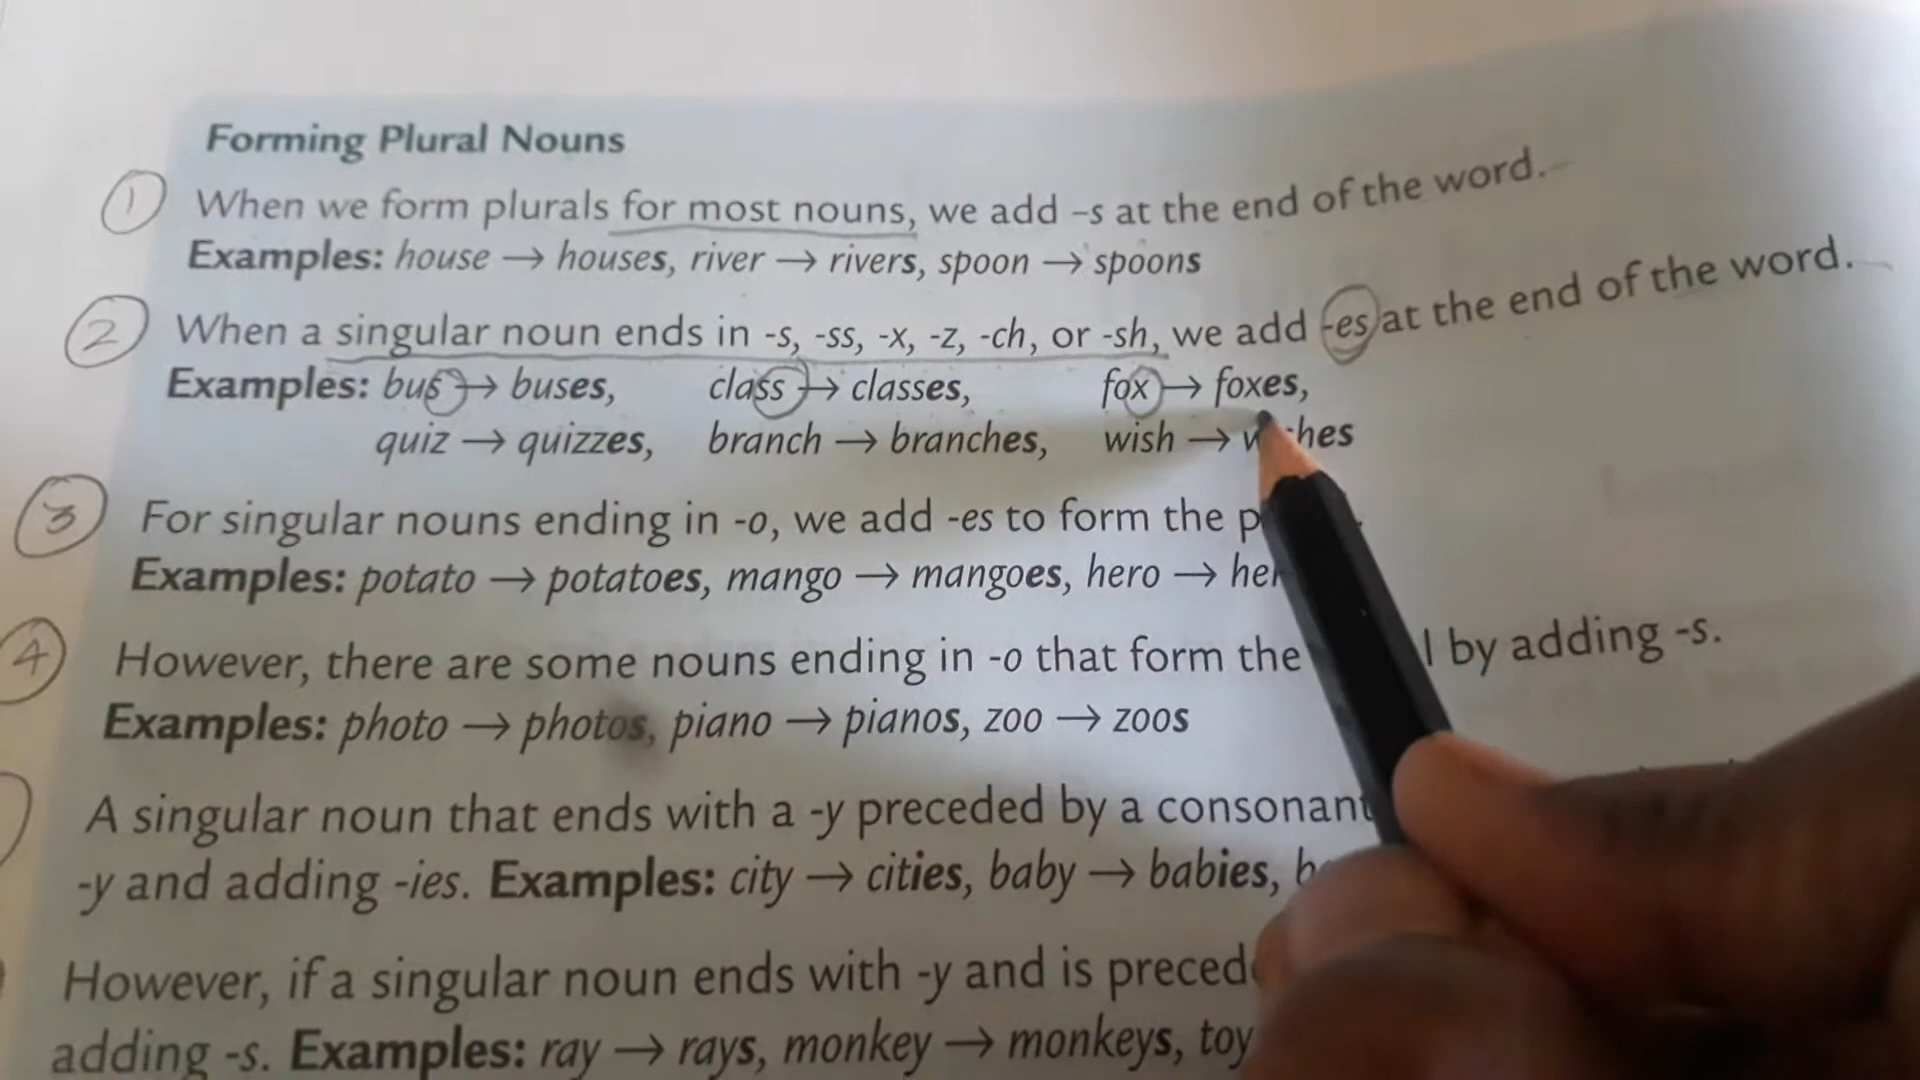 Forming Plural Nouns
1 When we form plurals for most nouns, we add –s at the end of the word.
Examples: house → houses, river → rivers, spoon → spoons
2 When a singular noun ends in -s, -ss, -x, -z, -ch, or -sh, we add -es at the end of the word.
Examples: bus → buses, class → classes, fox → foxes,
quiz → quizzes, branch → branches, wish →
3 For singular nouns ending in -o, we add -es to form the
Examples: potato → potatoes, mango → mangoes, hero →
4 However, there are some nouns ending in -o that form the by adding -s.
Examples: photo → photos, piano → pianos, zoo → zoos
A singular noun that ends with a -y preceded by a consonant
-y and adding -ies. Examples: city → cities, baby → babies,
However, if a singular noun ends with -y and is
adding -s. Examples: ray → rays, monkey → monkeys, toy